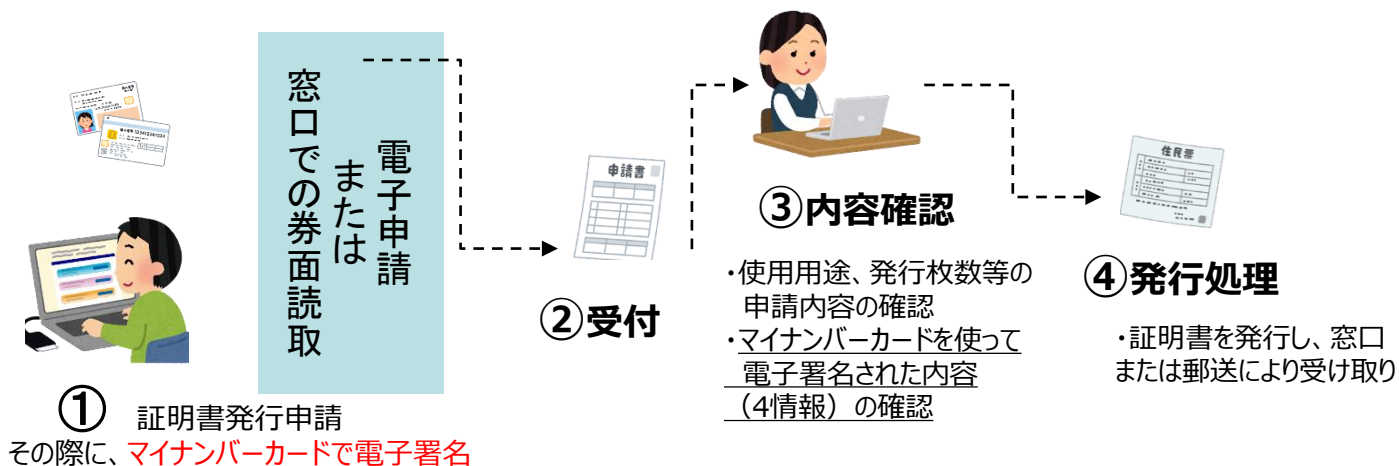 電子申請
または
窓口での券面読取
申請書
住民票
③内容確認
・使用用途、発行枚数等の
申請内容の確認
・マイナンバーカードを使って
電子署名された内容
（4情報）の確認
④発行処理
・証明書を発行し、窓口
または郵送により受け取り
②受付
① 証明書発行申請
その際に、マイナンバーカードで電子署名